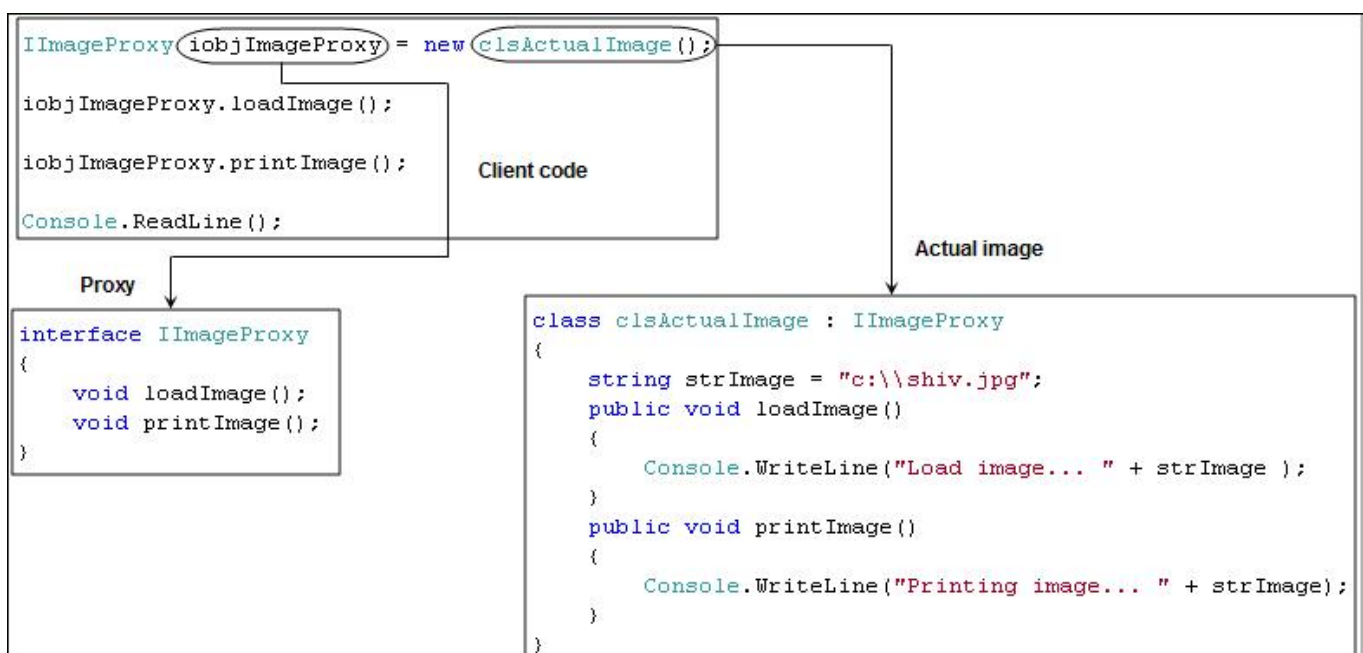 IImageProxy iobjImageProxy = new clsActualImage();
iobjImageProxy.loadImage();
iobjImageProxy.printImage();
Console.ReadLine();
Client code
Proxy
interface IImageProxy
{
    void loadImage();
    void printImage();
}
Actual image
class clsActualImage : IImageProxy
{
    string strImage = "c:\\shiv.jpg";
    public void loadImage()
    {
        Console.WriteLine("Load image... " + strImage );
    }
    public void printImage()
    {
        Console.WriteLine("Printing image... " + strImage);
    }
}